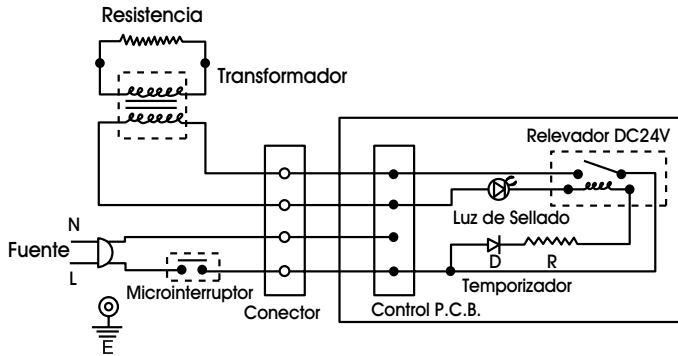 Resistencia
Transformador
Relevador DC24V
Luz de Sellado
N
Fuente
L
D
R
Microinterruptor
Temporizador
Conector
Control P.C.B.
E